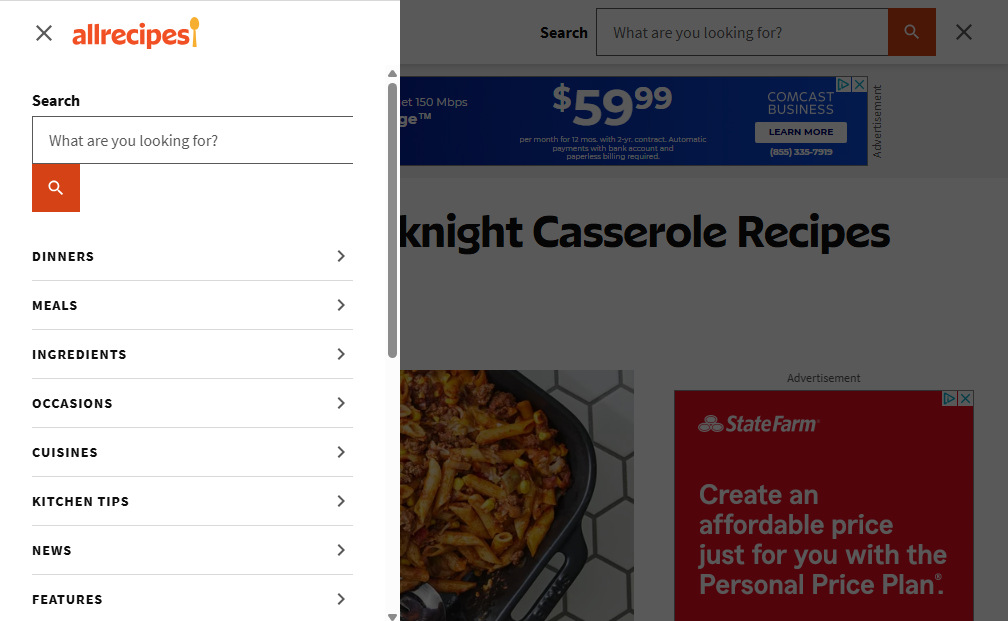 allrecipes
Search
What are you looking for?
DINNERS
MEALS
INGREDIENTS
OCCASIONS
CUISINES
KITCHEN TIPS
NEWS
FEATURES
Search
What are you looking for?
et 150 Mbps
ge™
$5999
per month for 12 mos. with 2-yr. contract. Automatic
payments with bank account and
paperless billing required.
COMCAST
BUSINESS
LEARN MORE
(855) 335-7919
Advertisement
knight Casserole Recipes
Advertisement
StateFarm®
Create an
affordable price
just for you with the
Personal Price Plan®.